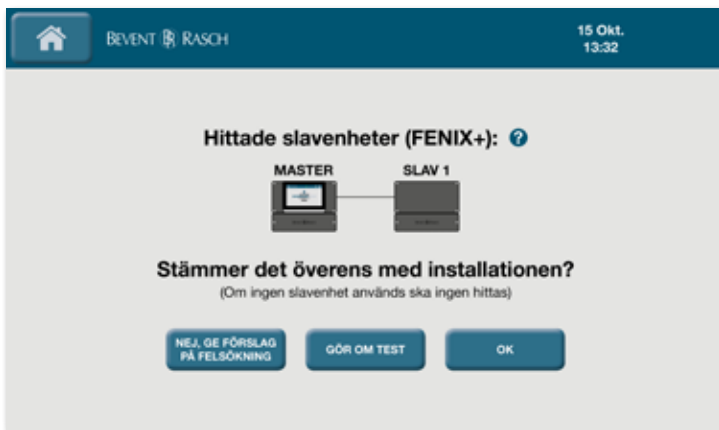 BEVENT RASCH
15 Okt.
13:32
Hittade slavenheter (FENIX+): ?
MASTER
SLAV 1
Stämmer det överens med installationen?
(Om ingen slavenhet används ska ingen hittas)
NEJ, GE FÖRSLAG
PÅ FELSÖKNING
GÖR OM TEST
OK